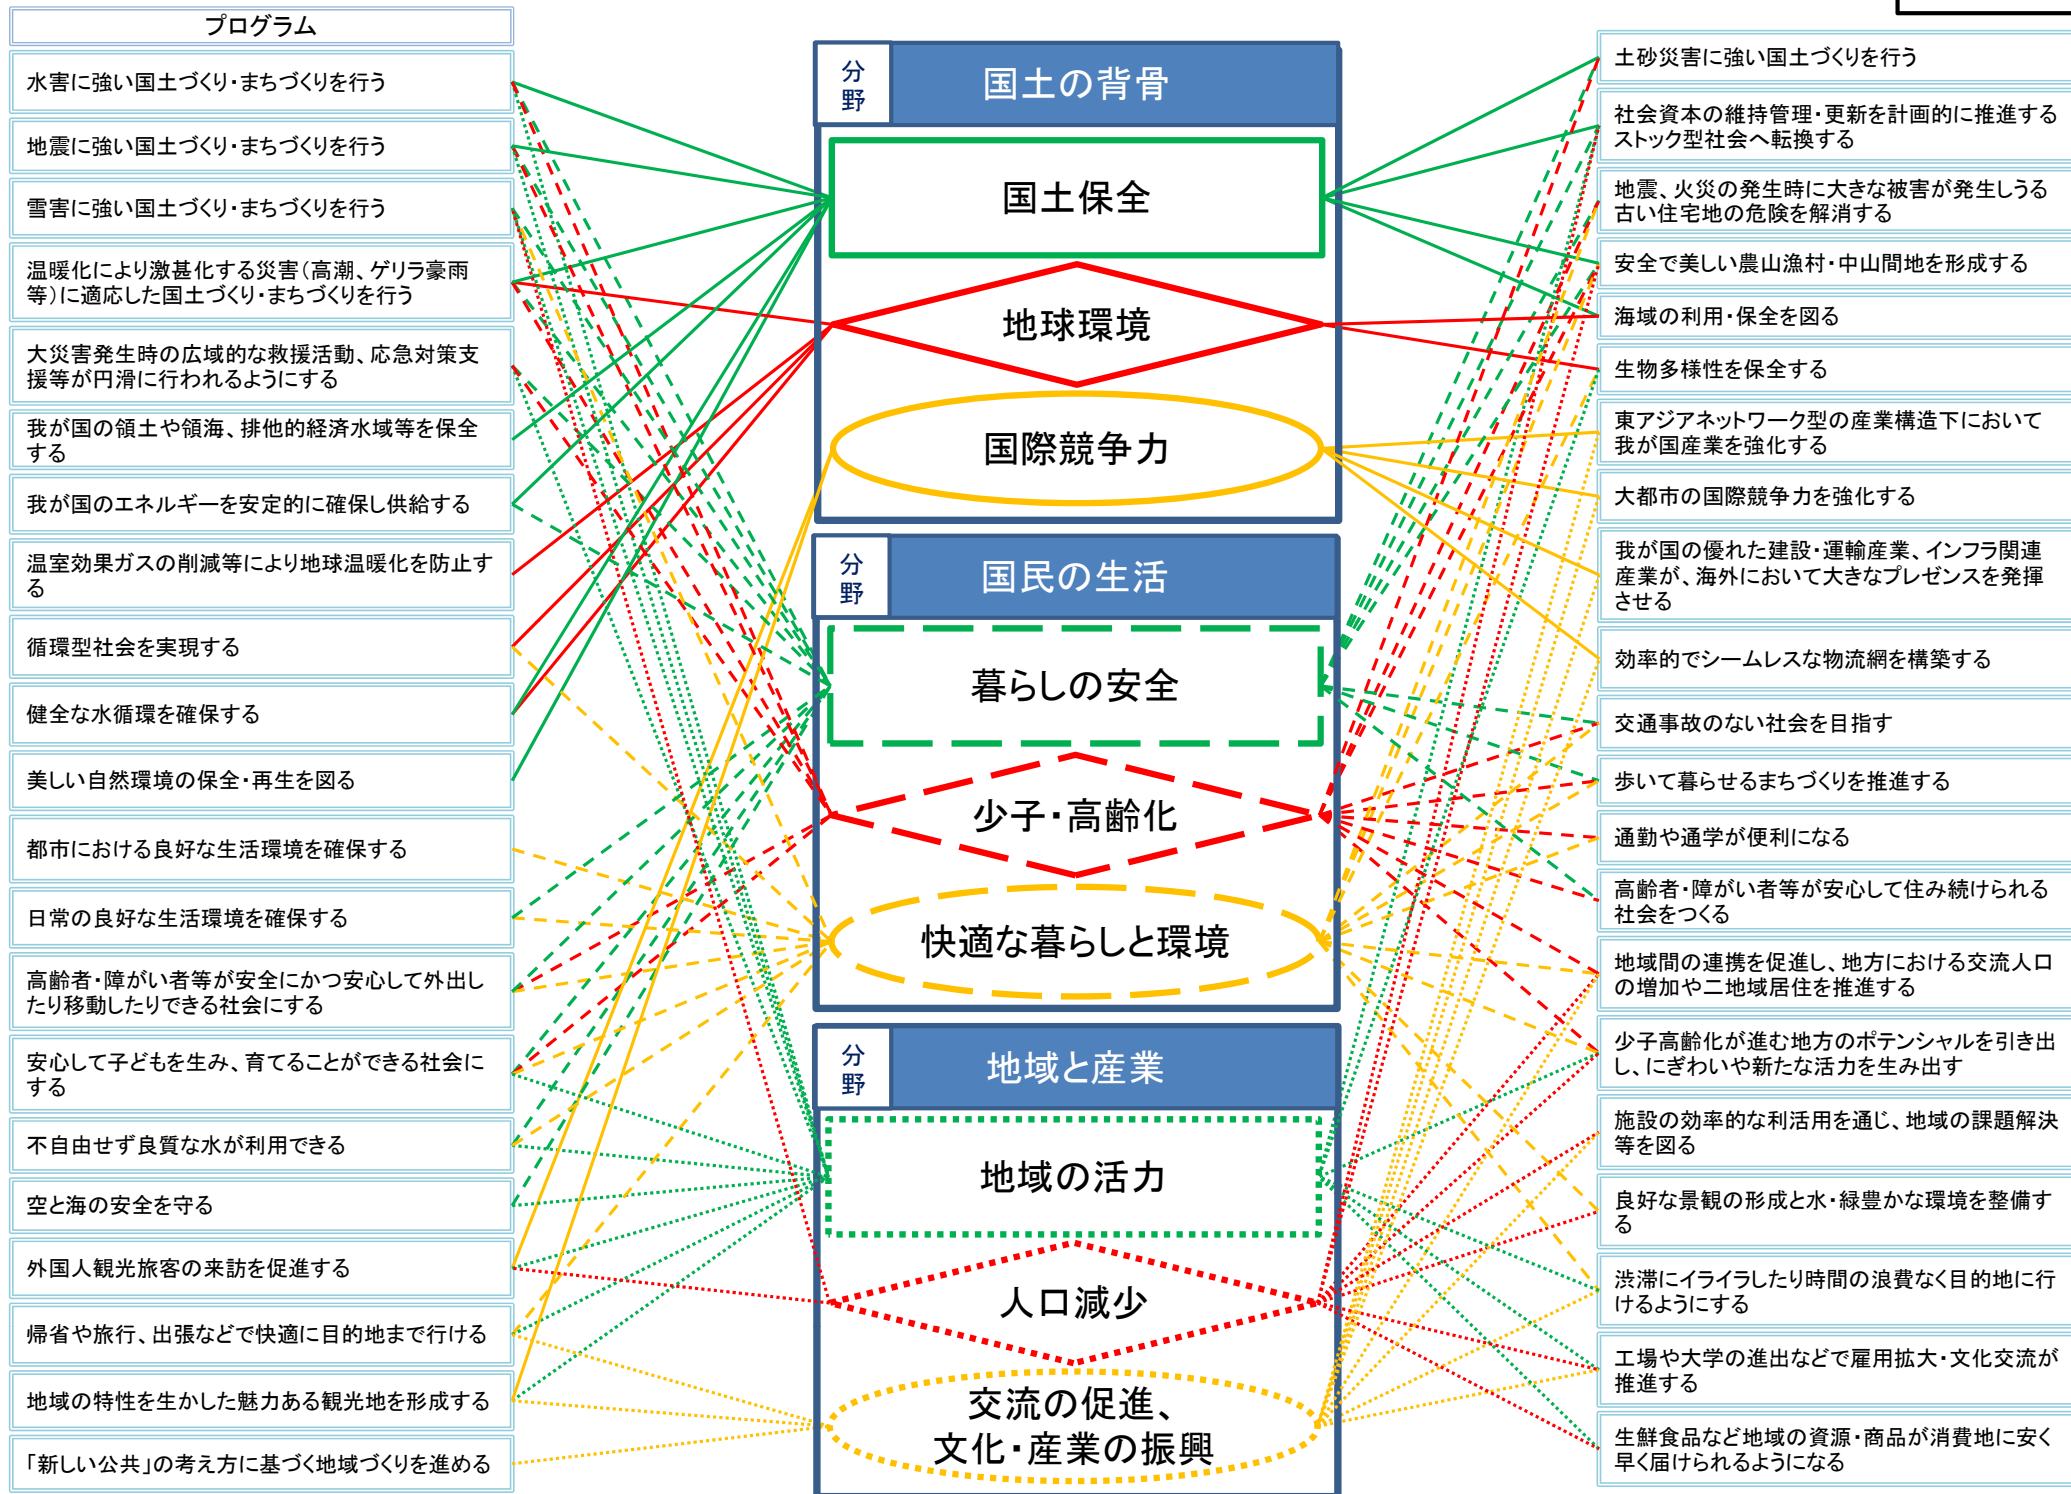 プログラム
水害に強い国土づくり・まちづくりを行う
地震に強い国土づくり・まちづくりを行う
雪害に強い国土づくり・まちづくりを行う
温暖化により激甚化する災害（高潮、ゲリラ豪雨
等）に適応した国土づくり・まちづくりを行う
大災害発生時の広域的な救援活動、応急対策支
援等が円滑に行われるようにする
我が国の領土や領海、排他的経済水域等を保全
する
我が国のエネルギーを安定的に確保し供給する
温室効果ガスの削減等により地球温暖化を防止す
る
循環型社会を実現する
健全な水循環を確保する
美しい自然環境の保全・再生を図る
都市における良好な生活環境を確保する
日常の良好な生活環境を確保する
高齢者・障がい者等が安全にかつ安心して外出し
たり移動したりできる社会にする
安心して子どもを生み、育てることができる社会に
する
不自由せず良質な水が利用できる
空と海の安全を守る
外国人観光旅客の来訪を促進する
帰省や旅行、出張などで快適に目的地まで行ける
地域の特性を生かした魅力ある観光地を形成する
「新しい公共」の考え方に基づく地域づくりを進める
分野
国土の背骨
国土保全
地球環境
国際競争力
分野
国民の生活
暮らしの安全
少子・高齢化
快適な暮らしと環境
分野
地域と産業
地域の活力
人口減少
交流の促進、
文化・産業の振興
土砂災害に強い国土づくりを行う
社会資本の維持管理・更新を計画的に推進する
ストック型社会へ転換する
地震、火災の発生時に大きな被害が発生しうる
古い住宅地の危険を解消する
安全で美しい農山漁村・中山間地を形成する
海域の利用・保全を図る
生物多様性を保全する
東アジアネットワーク型の産業構造下において
我が国産業を強化する
大都市の国際競争力を強化する
我が国の優れた建設・運輸産業、インフラ関連
産業が、海外において大きなプレゼンスを発揮
させる
効率的でシームレスな物流網を構築する
交通事故のない社会を目指す
歩いて暮らせるまちづくりを推進する
通勤や通学が便利になる
高齢者・障がい者等が安心して住み続けられる
社会をつくる
地域間の連携を促進し、地方における交流人口
の増加や二地域居住を推進する
少子高齢化が進む地方のポテンシャルを引き出
し、にぎわいや新たな活力を生み出す
施設の効率的な利活用を通じ、地域の課題解決
等を図る
良好な景観の形成と水・緑豊かな環境を整備す
る
渋滞にイライラしたり時間の浪費なく目的地に行
けるようにする
工場や大学の進出などで雇用拡大・文化交流が
推進する
生鮮食品など地域の資源・商品が消費地に安く
早く届けられるようになる